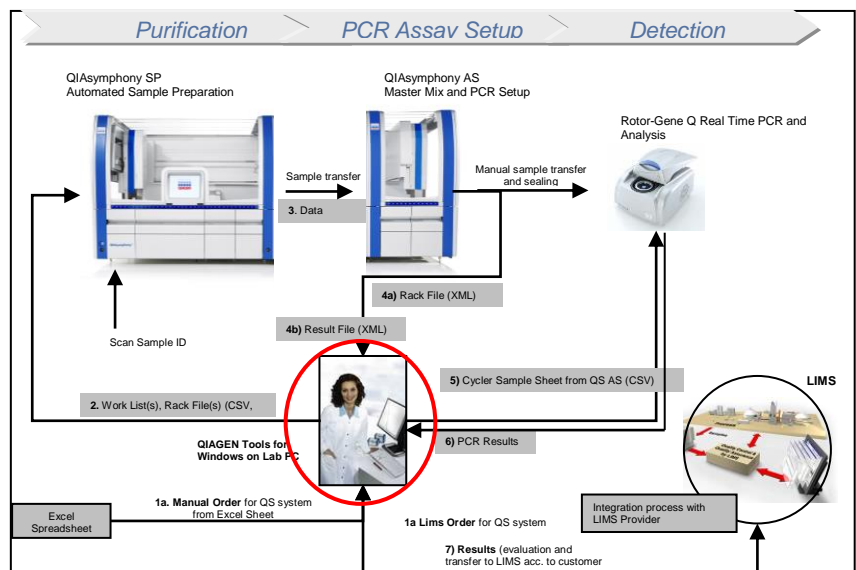 Purification
PCR Assay Setup
Detection
QIAsymphony SP
Automated Sample Preparation
QIAsymphony AS
Master Mix and PCR Setup
Rotor-Gene Q Real Time PCR and
Analysis
Sample transfer
3. Data
Manual sample transfer
and sealing
4a) Rack File (XML)
4b) Result File (XML)
Scan Sample ID
5) Cycler Sample Sheet from QS AS (CSV)
LIMS
2. Work List(s), Rack File(s) (CSV,
6) PCR Results
QIAGEN Tools for
Windows on Lab PC
1a. Manual Order for QS system
from Excel Sheet
Excel
Spreadsheet
1a Lims Order for QS system
Integration process with
LIMS Provider
7) Results (evaluation and
transfer to LIMS acc. to customer